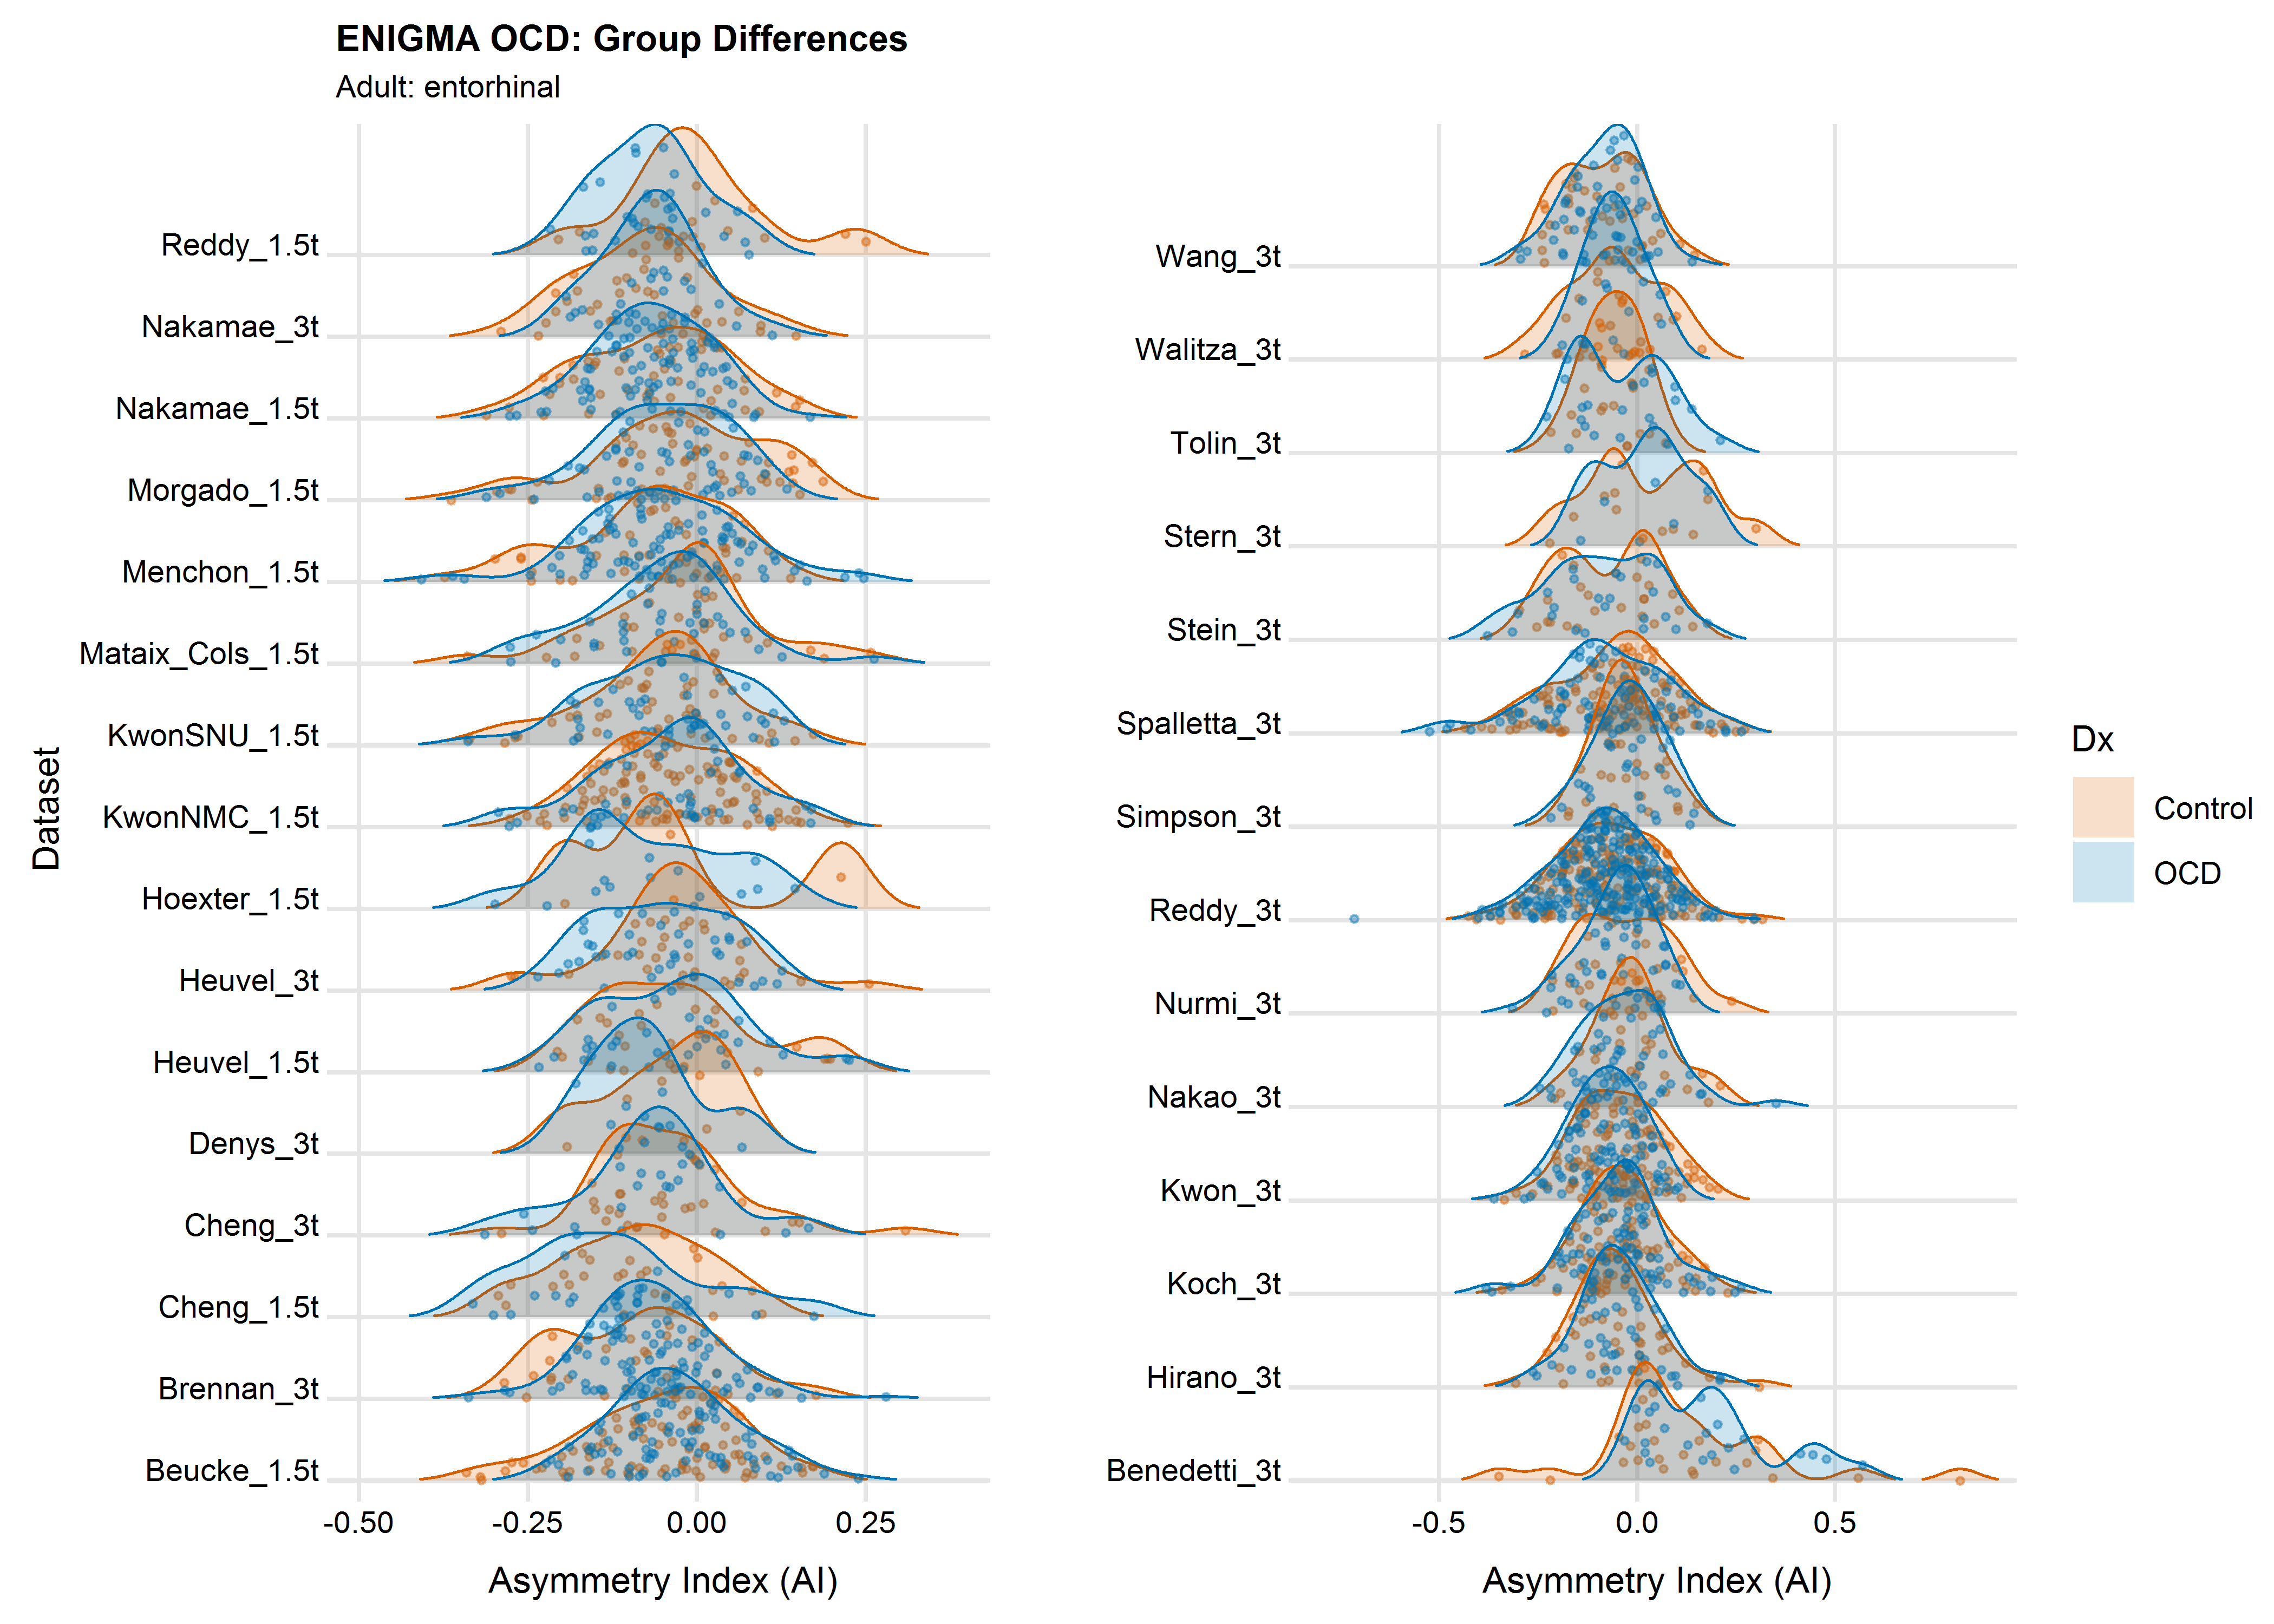 ENIGMA OCD: Group Differences
Adult: entorhinal
Dataset
Reddy_1.5t
Nakamae_3t
Nakamae_1.5t
Morgado_1.5t
Menchon_1.5t
Mataix_Cols_1.5t
KwonSNU_1.5t
KwonNMC_1.5t
Hoexter_1.5t
Heuvel_3t
Heuvel_1.5t
Denys_3t
Cheng_3t
Cheng_1.5t
Brennan_3t
Beucke_1.5t
-0.50 -0.25 0.00 0.25
Asymmetry Index (AI)
Wang_3t
Walitza_3t
Tolin_3t
Stern_3t
Stein_3t
Spalletta_3t
Simpson_3t
Reddy_3t
Nurmi_3t
Nakao_3t
Kwon_3t
Koch_3t
Hirano_3t
Benedetti_3t
-0.5 0.0 0.5
Asymmetry Index (AI)
Dx
Control
OCD